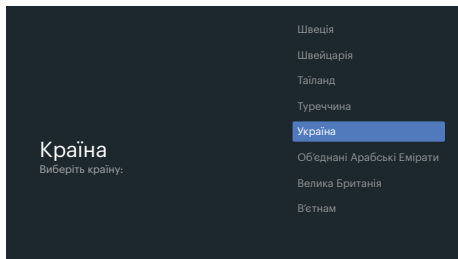 Країна
Виберіть країну:
Швеція
Швейцарія
Таїланд
Туреччина
Україна
Об'єднані Арабські Емірати
Велика Британія
В'єтнам